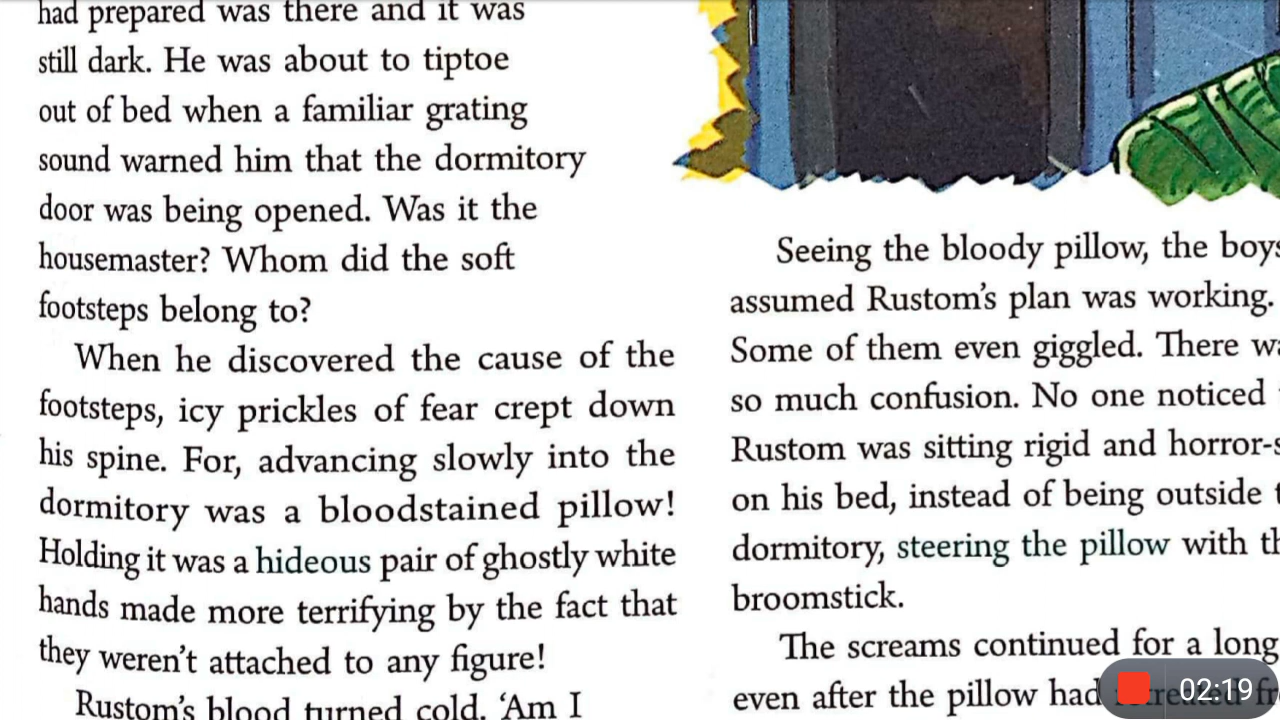 had prepared was there and it was
still dark. He was about to tiptoe
out of bed when a familiar grating
sound warned him that the dormitory
door was being opened. Was it the
housemaster? Whom did the soft
footsteps belong to?
When he discovered the cause of the
footsteps, icy prickles of fear crept down
his spine. For, advancing slowly into the
dormitory was a bloodstained pillow!
Holding it was a hideous pair of ghostly white
hands made more terrifying by the fact that
they weren't attached to any figure!
Rustom's blood turned cold. 'Am I
Seeing the bloody pillow, the boys
assumed Rustom's plan was working.
Some of them even giggled. There
so much confusion. No one noticed
Rustom was sitting rigid and
on his bed, instead of being outside
dormitory, steering the pillow with
broomstick.
The screams continued for a long
even after the pillow had
02:19